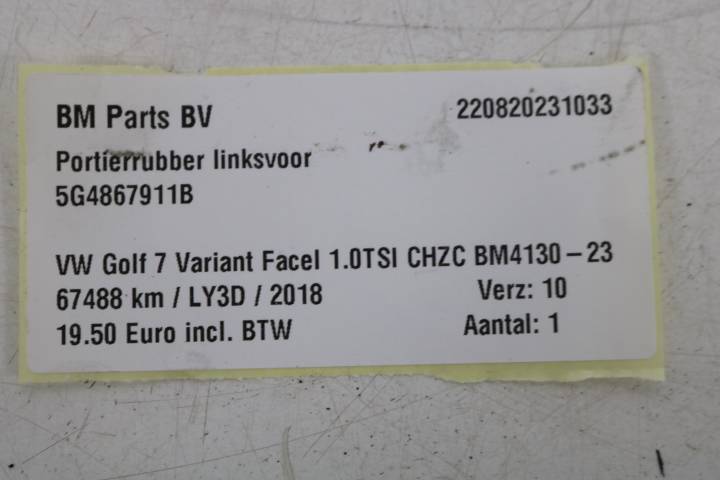 BM Parts BV 220820231033
Portierrubber linksvoor
5G4867911B
VW Golf 7 Variant Facel 1.0TSI CHZC BM4130-23
67488 km / LY3D / 2018 Verz: 10
19.50 Euro incl. BTW Aantal: 1